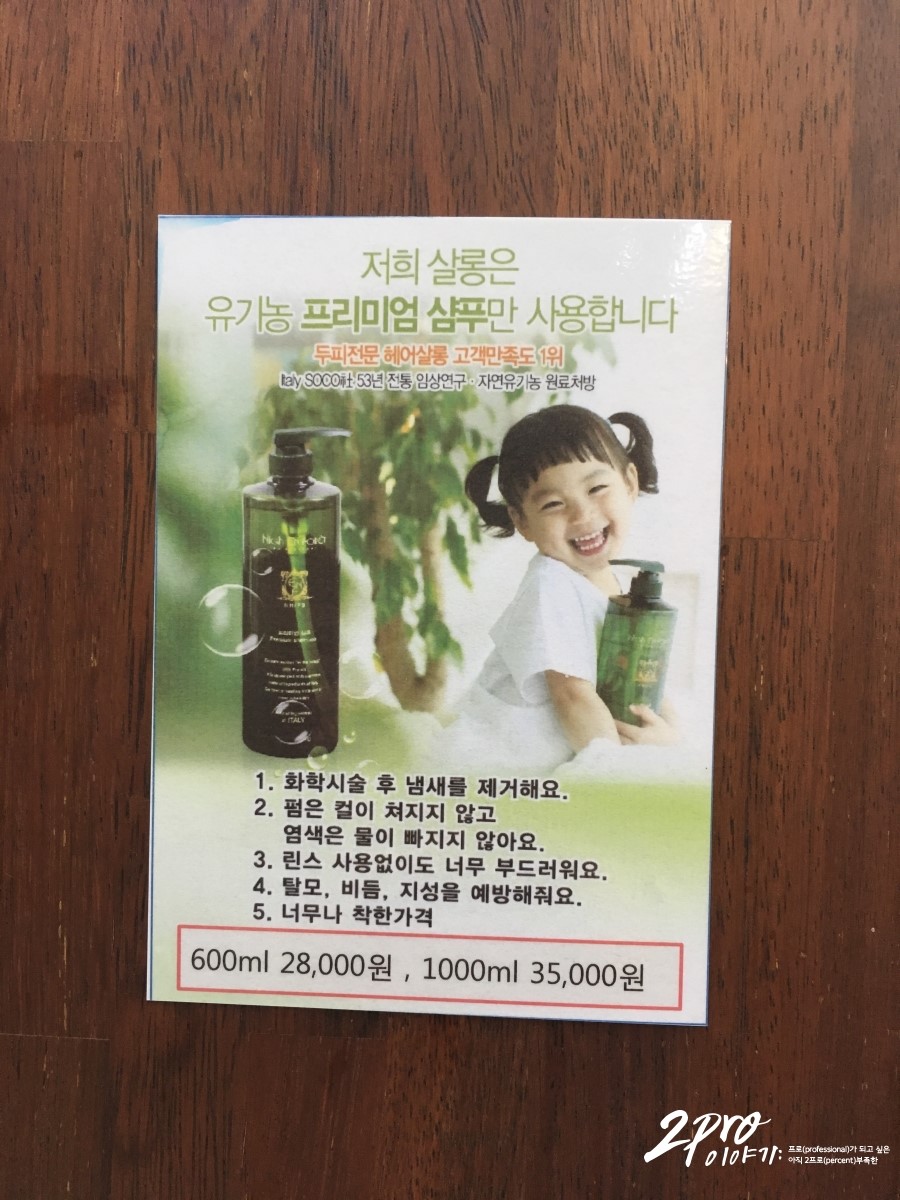 저희 살롱은
유기농 프리미엄 샴푸만 사용합니다
두피전문 헤어살롱 고객만족도 1위
Italy SOCO社 53년 전통 임상연구 · 자연유기농 원료처방
of ITALY
1. 화학시술 후 냄새를 제거해요.
2. 펌은 컬이 쳐지지 않고
염색은 물이 빠지지 않아요.
3. 린스 사용없이도 너무 부드러워요.
4. 탈모, 비듬, 지성을 예방해줘요.
5. 너무나 착한가격
600ml 28,000원 , 1000ml 35,000원
2pro
이야기:
프로(professional)가 되고 싶은
아직 2프로(percent)부족한